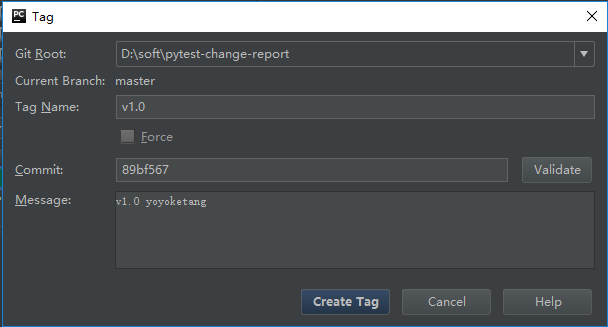 PC Tag
Git Root: D:\soft\pytest-change-report
Current Branch: master
Tag Name: v1.0
Force
Commit: 89bf567 Validate
Message: v1.0 yoyoketang
Create Tag Cancel Help